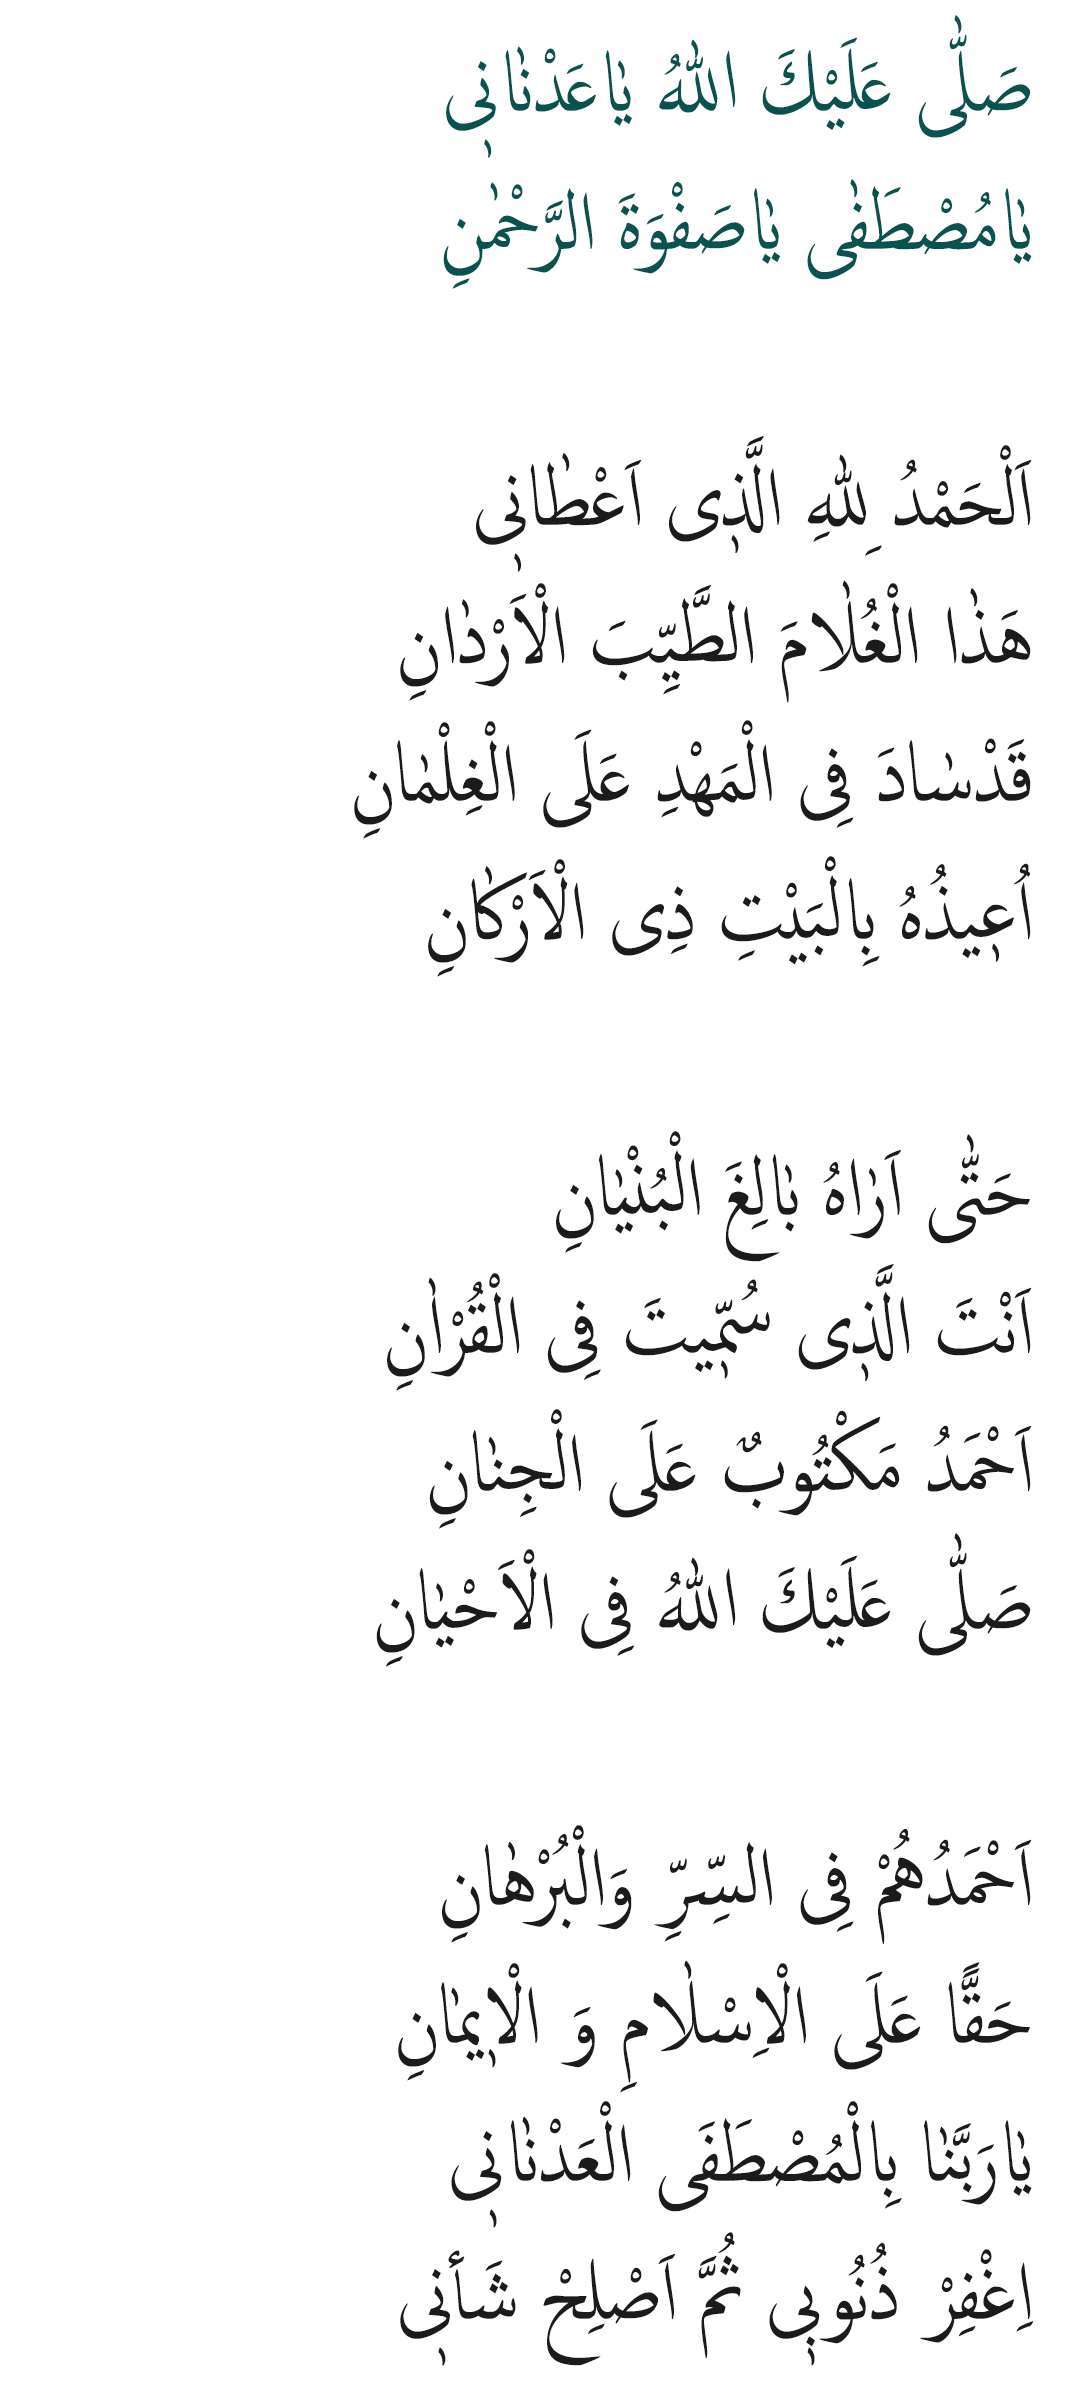 صَلّٰى عَلَيْكَ اللّٰهُ يٰاعَدْنٰانٖى
يٰامُصْطَفٰى يٰاصَفْوَةَ الرَّحْمٰنِ
اَلْحَمْدُ لِلّٰهِ الَّذٖى اَعْطٰانٖى
هَذٰا الْغُلٰامَ الطَّيِّبَ الْاَرْدٰانِ
قَدْسٰادَ فِى الْمَهْدِ عَلَى الْغِلْمٰانِ
اُعٖيذُهُ بِالْبَيْتِ ذِى الْاَرْكٰانِ
حَتّٰى اَرٰاهُ بٰالِغَ الْبُنْيٰانِ
اَنْتَ الَّذٖى سُمّٖيتَ فِى الْقُرْاٰنِ
اَحْمَدُ مَكْتُوبٌ عَلَى الْجِنٰانِ
صَلّٰى عَلَيْكَ اللّٰهُ فِى الْاَحْيٰانِ
اَحْمَدُهُمْ فِى السِّرِّ وَالْبُرْهٰانِ
حَقًّا عَلَى الْاِسْلٰامِ وَ الْاٖيمٰانِ
يٰارَبَّنٰا بِالْمُصْطَفَى الْعَدْنٰانٖى
اِغْفِرْ ذُنُوبٖى ثُمَّ اَصْلِحْ شَأنٖى